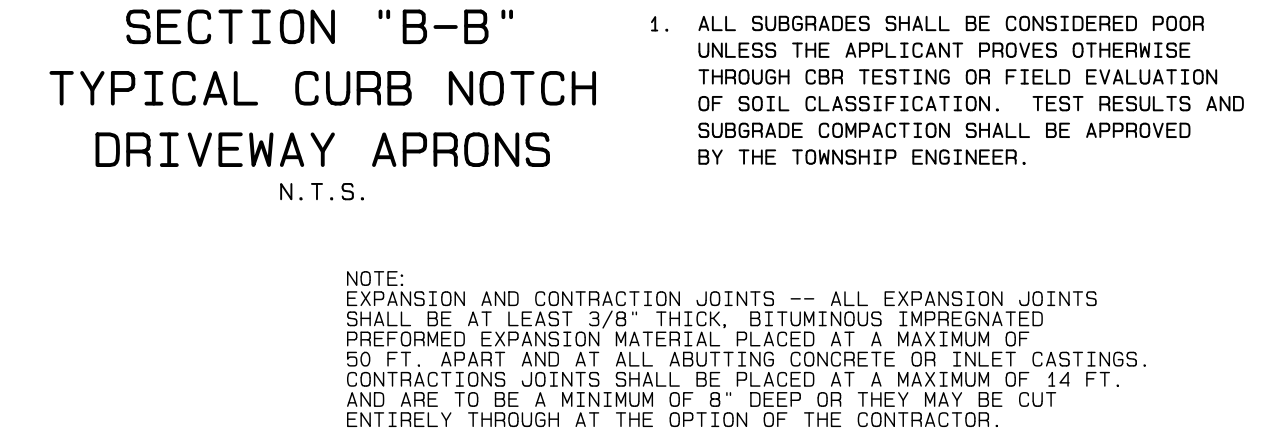 SECTION "B-B"
TYPICAL CURB NOTCH
DRIVEWAY APRONS
N.T.S.
1. ALL SUBGRADES SHALL BE CONSIDERED POOR
UNLESS THE APPLICANT PROVES OTHERWISE
THROUGH CBR TESTING OR FIELD EVALUATION
OF SOIL CLASSIFICATION. TEST RESULTS AND
SUBGRADE COMPACTION SHALL BE APPROVED
BY THE TOWNSHIP ENGINEER.
NOTE:
EXPANSION AND CONTRACTION JOINTS -- ALL EXPANSION JOINTS
SHALL BE AT LEAST 3/8" THICK, BITUMINOUS IMPREGNATED
PREFORMED EXPANSION MATERIAL PLACED AT A MAXIMUM OF
50 FT. APART AND AT ALL ABUTTING CONCRETE OR INLET CASTINGS.
CONTRACTIONS JOINTS SHALL BE PLACED AT A MAXIMUM OF 14 FT.
AND ARE TO BE A MINIMUM OF 8" DEEP OR THEY MAY BE CUT
ENTIRELY THROUGH AT THE OPTION OF THE CONTRACTOR.